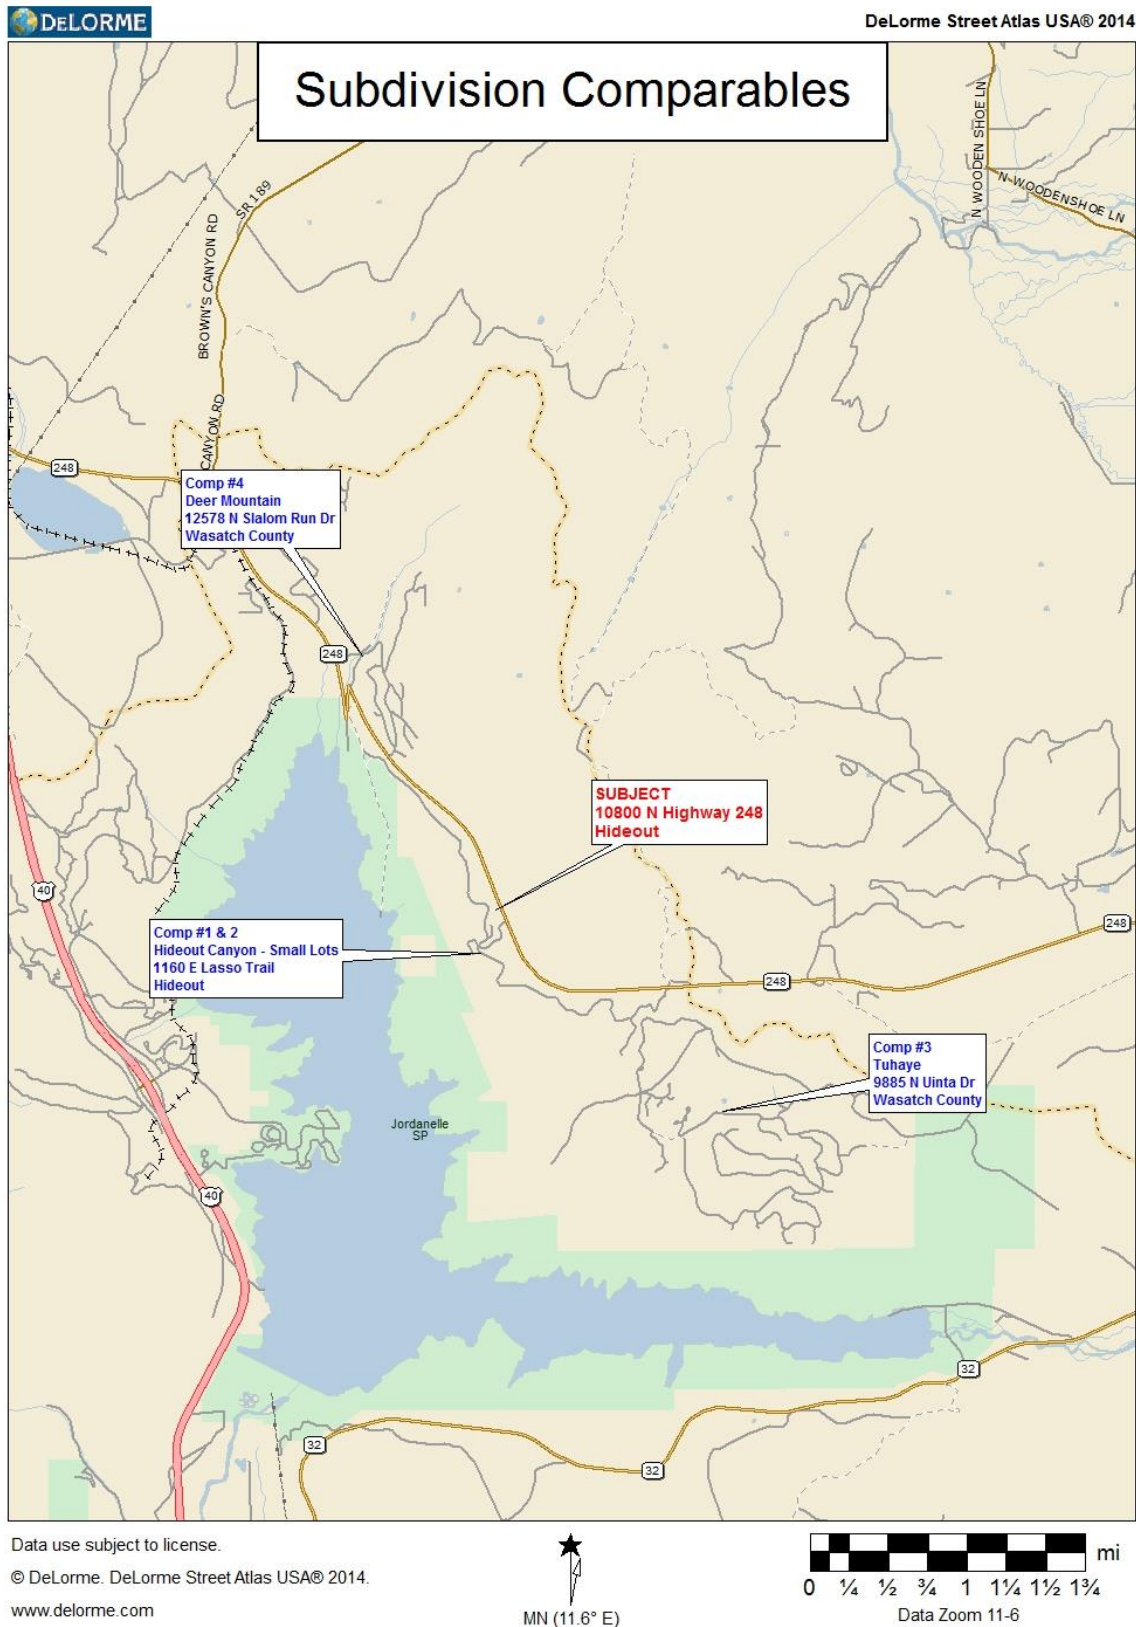 DELORME
DeLorme Street Atlas USA® 2014
Subdivision Comparables
N WOODEN SHOE LN
N WOODENSHOE LN
SR 189
BROWN'S CANYON RD
CANYON RD
248
Comp #4
Deer Mountain
12578 N Slalom Run Dr
Wasatch County
248
SUBJECT
10800 N Highway 248
Hideout
40
Comp #1 & 2
Hideout Canyon - Small Lots
1160 E Lasso Trail
Hideout
248
248
Comp #3
Tuhaye
9885 N Uinta Dr
Wasatch County
Jordanelle
SP
40
32
32
32
Data use subject to license.
© DeLorme. DeLorme Street Atlas USA® 2014.
www.delorme.com
MN (11.6° E)
mi
0 ¼ ½ ¾ 1 1¼ 1½ 1¾
Data Zoom 11-6